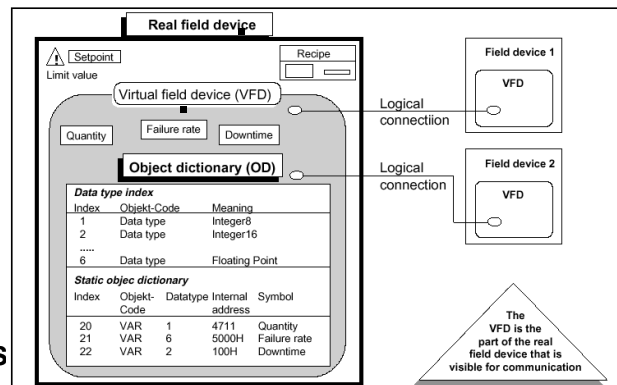 Real field device
Setpoint
Limit value
Recipe
Virtual field device (VFD)
Quantity
Failure rate
Downtime
Object dictionary (OD)
Data type index
Index Objekt-Code Meaning
1 Data type Integer8
2 Data type Integer16
.....
6 Data type Floating Point
Static objec dictionary
Index Objekt- Datatype Internal Symbol
Code address
20 VAR 1 4711 Quantity
21 VAR 6 5000H Failure rate
22 VAR 2 100H Downtime
s
Logical
connectiion
Logical
connection
Field device 1
VFD
Field device 2
VFD
The
VFD is the
part of the real
field device that is
visible for communication